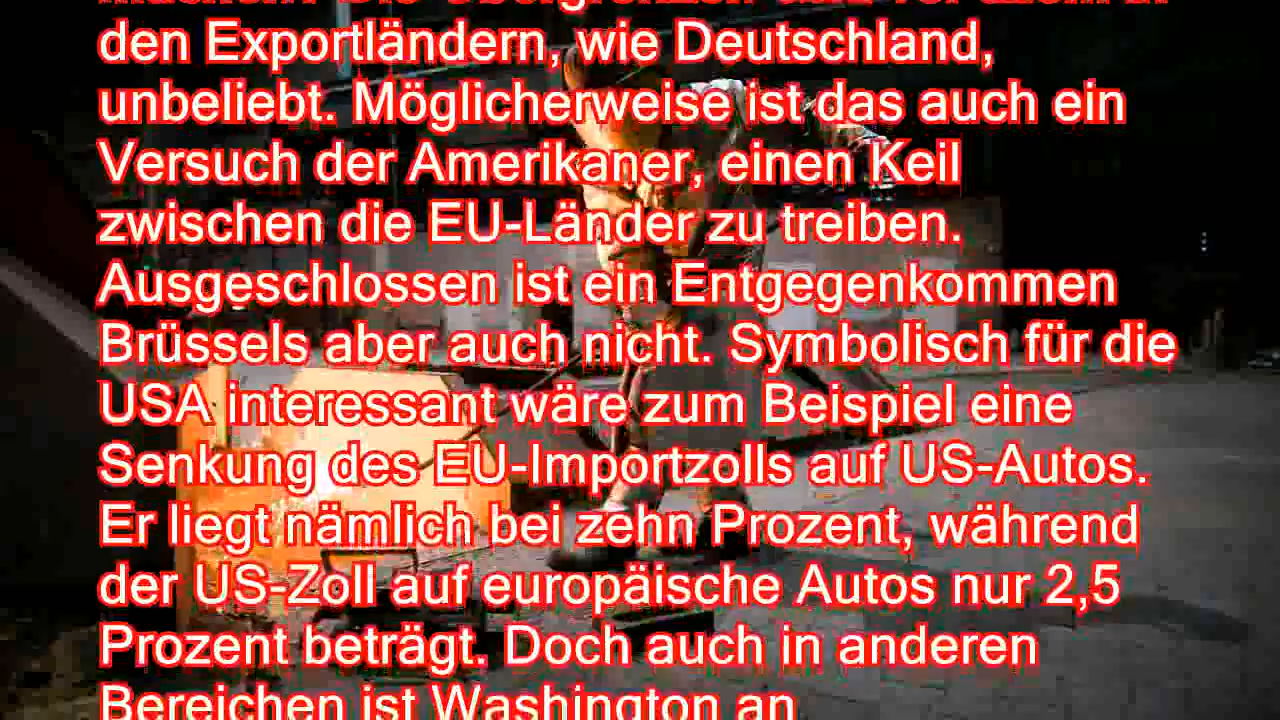 den Exportländern, wie Deutschland,
unbeliebt. Möglicherweise ist das auch ein
Versuch der Amerikaner, einen Keil
zwischen die EU-Länder zu treiben.
Ausgeschlossen ist ein Entgegenkommen
Brüssels aber auch nicht. Symbolisch für die
USA interessant wäre zum Beispiel eine
Senkung des EU-Importzolls auf US-Autos.
Er liegt nämlich bei zehn Prozent, während
der US-Zoll auf europäische Autos nur 2,5
Prozent beträgt. Doch auch in anderen
Bereichen ist Washington an